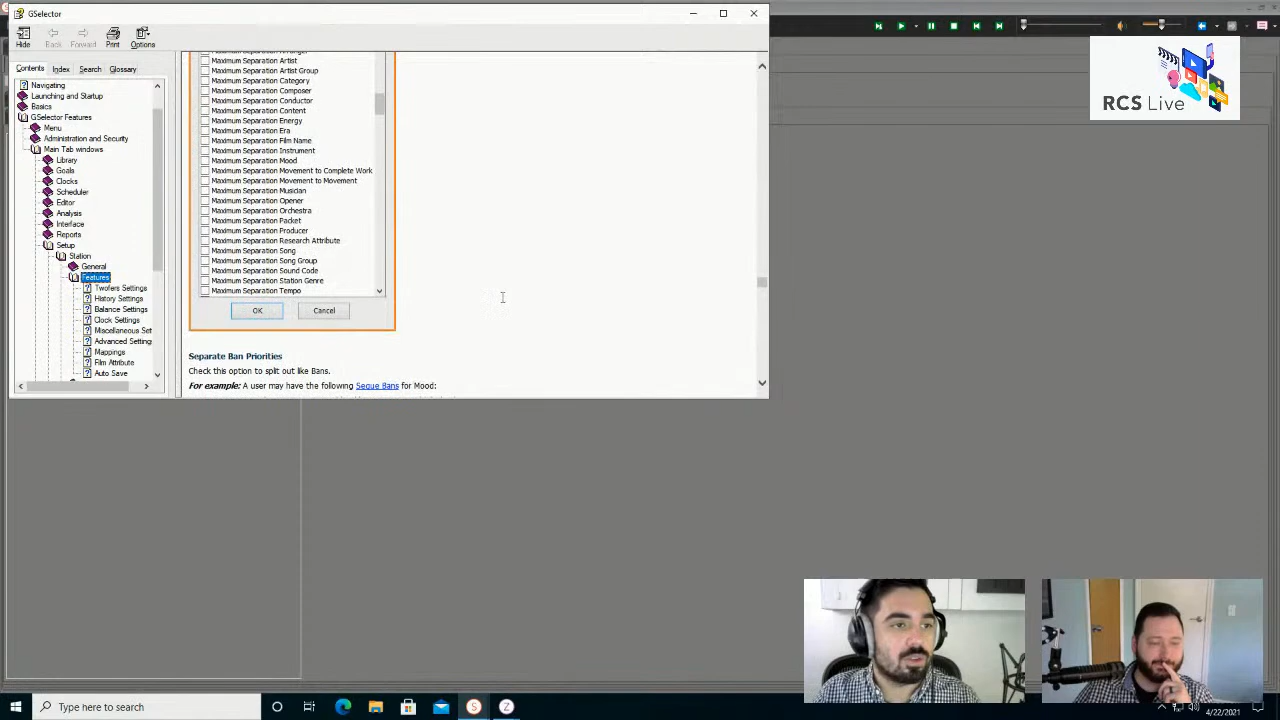 GSelector
Hide
Back
Forward
Print
Options
Contents
Index
Search
Glossary
Navigating
Launching and Startup
Basics
GSelector Features
Menu
Administration and Security
Main Tab windows
Library
Goals
Clocks
Scheduler
Editor
Analysis
Interface
Reports
Setup
Station
General
Features
Twofers Settings
History Settings
Balance Settings
Clock Settings
Miscellaneous Set
Advanced Setting
Mappings
Film Attribute
Auto Save
Maximum Separation Artist
Maximum Separation Artist Group
Maximum Separation Category
Maximum Separation Composer
Maximum Separation Conductor
Maximum Separation Content
Maximum Separation Energy
Maximum Separation Era
Maximum Separation Film Name
Maximum Separation Instrument
Maximum Separation Mood
Maximum Separation Movement to Complete Work
Maximum Separation Movement to Movement
Maximum Separation Musician
Maximum Separation Opener
Maximum Separation Orchestra
Maximum Separation Packet
Maximum Separation Producer
Maximum Separation Research Attribute
Maximum Separation Song
Maximum Separation Song Group
Maximum Separation Sound Code
Maximum Separation Station Genre
Maximum Separation Tempo
OK
Cancel
Separate Ban Priorities
Check this option to split out like Bans.
For example: A user may have the following Segue Bans for Mood:
RCS Live
Type here to search
4/22/2021